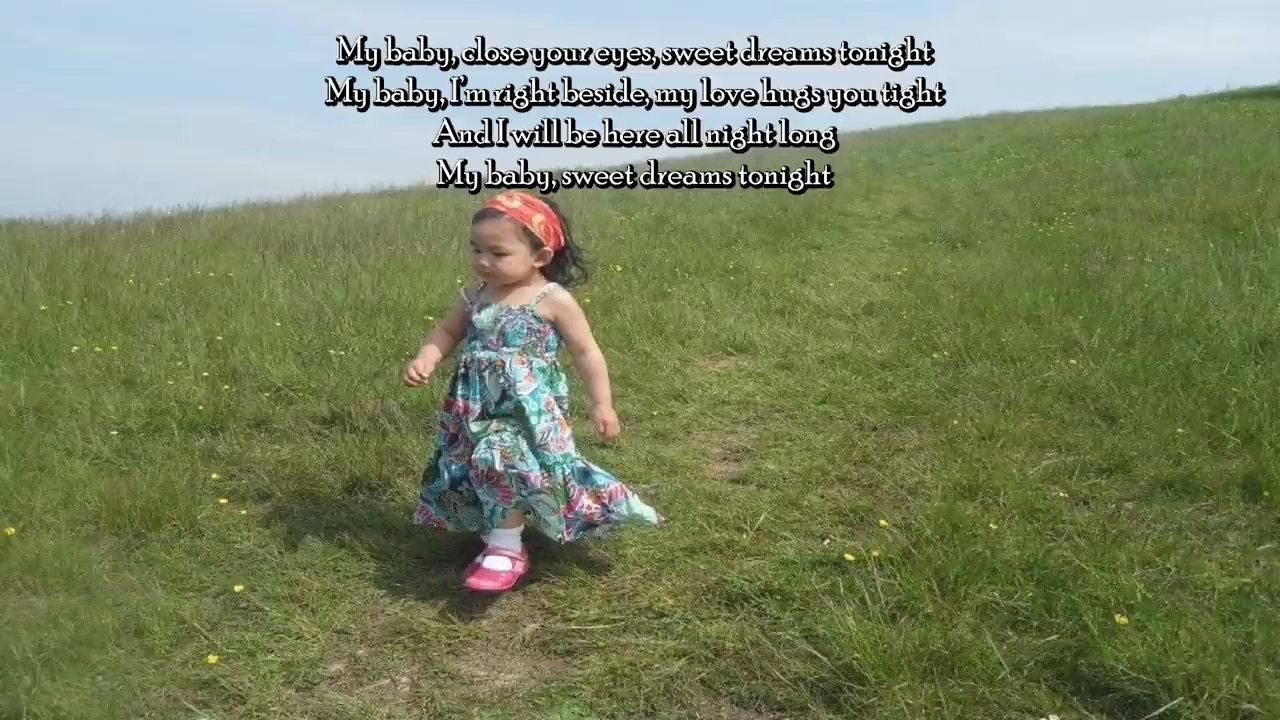 My baby, close your eyes, sweet dreams tonight
My baby, I'm right beside, my love hugs you tight
And I will be here all night long
My baby, sweet dreams tonight